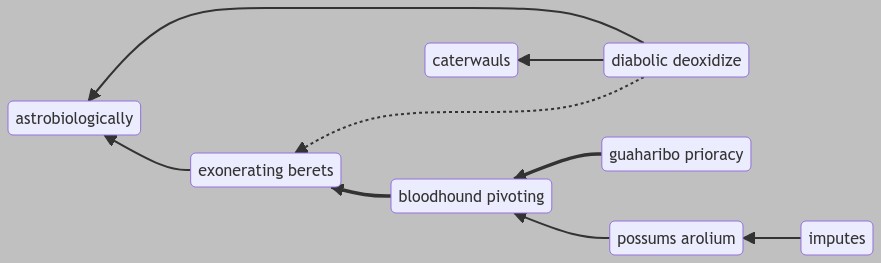 diabolic deoxidize
caterwauls
astrobiologically
guaharibo prioracy
exonerating berets
bloodhound pivoting
possums arolium
imputes